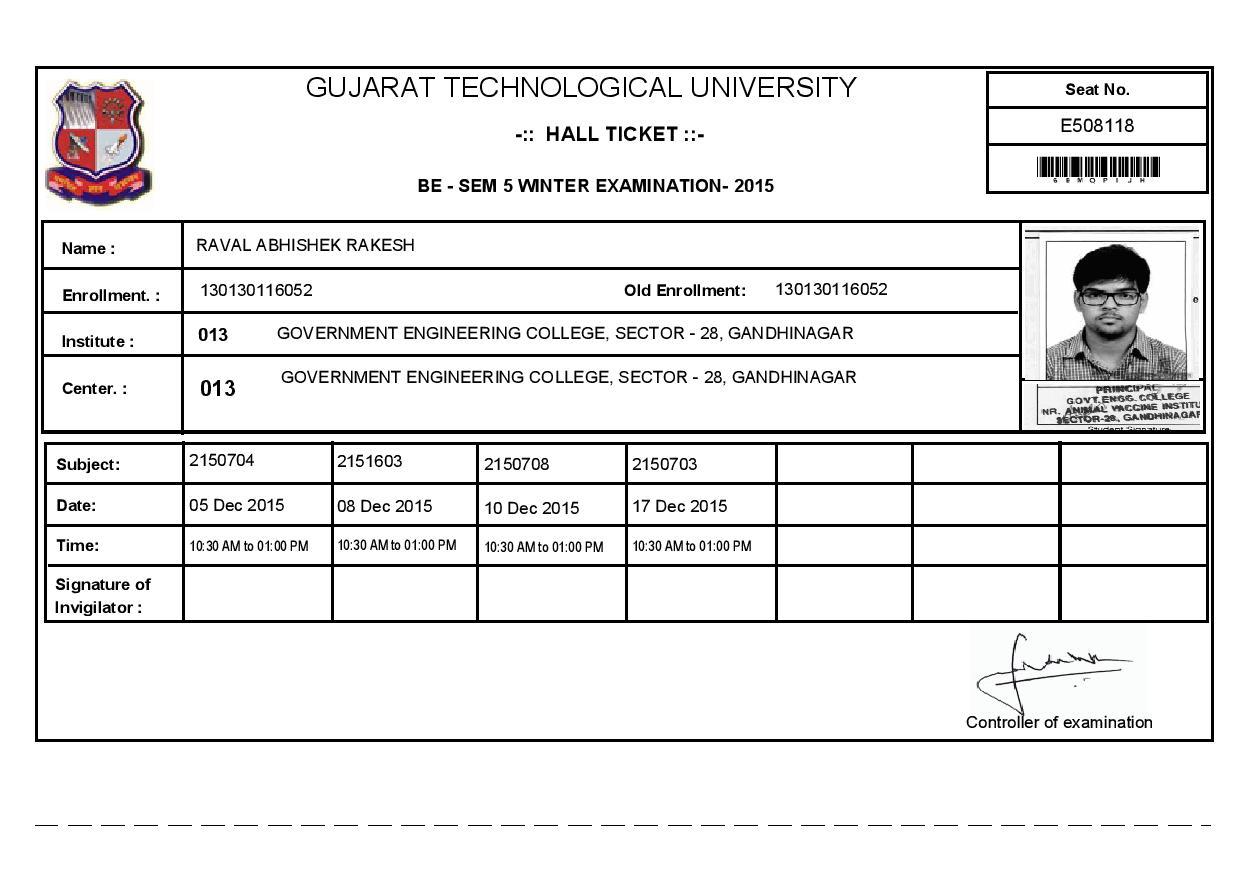 GUJARAT TECHNOLOGICAL UNIVERSITY
-:: HALL TICKET ::-
BE - SEM 5 WINTER EXAMINATION- 2015
Seat No.
E508118
Name : RAVAL ABHISHEK RAKESH
Enrollment. : 130130116052 Old Enrollment: 130130116052
Institute : 013 GOVERNMENT ENGINEERING COLLEGE, SECTOR - 28, GANDHINAGAR
Center. : 013 GOVERNMENT ENGINEERING COLLEGE, SECTOR - 28, GANDHINAGAR
PRINCIPAL
GOVT.ENGG. COLLEGE
NR. ANIMAL VACCINE INSTITU
SECTOR-28, GANDHINAGAR
Student Signature
Subject: 2150704 2151603 2150708 2150703
Date: 05 Dec 2015 08 Dec 2015 10 Dec 2015 17 Dec 2015
Time: 10:30 AM to 01:00 PM 10:30 AM to 01:00 PM 10:30 AM to 01:00 PM 10:30 AM to 01:00 PM
Signature of
Invigilator :
Controller of examination